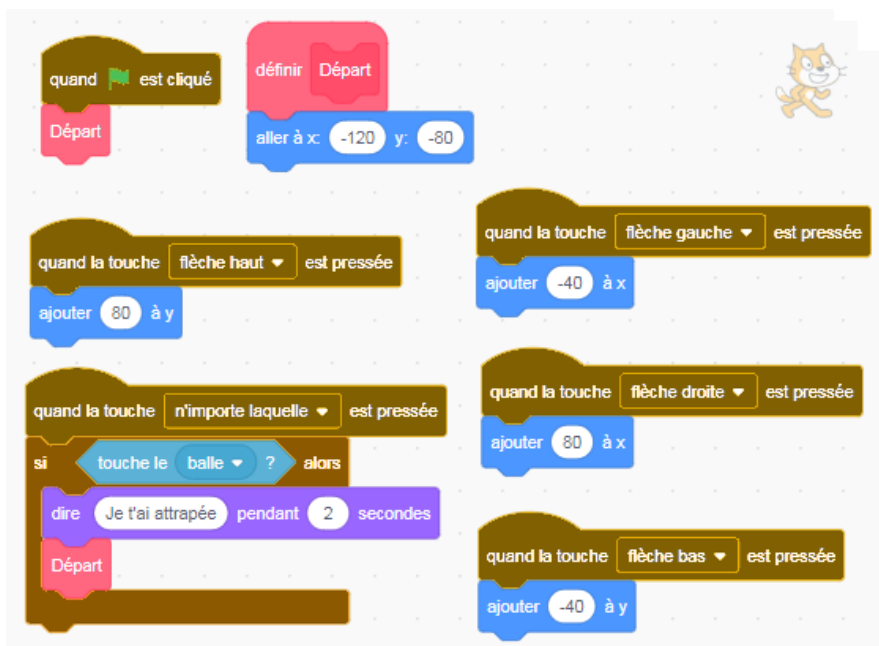 quand est cliqué
Départ
définir Départ
aller à x: -120 y: -80
quand la touche flèche haut est pressée
ajouter 80 à y
quand la touche n'importe laquelle est pressée
si touche le balle ? alors
dire Je t'ai attrapée pendant 2 secondes
Départ
quand la touche flèche gauche est pressée
ajouter -40 à x
quand la touche flèche droite est pressée
ajouter 80 à x
quand la touche flèche bas est pressée
ajouter -40 à y